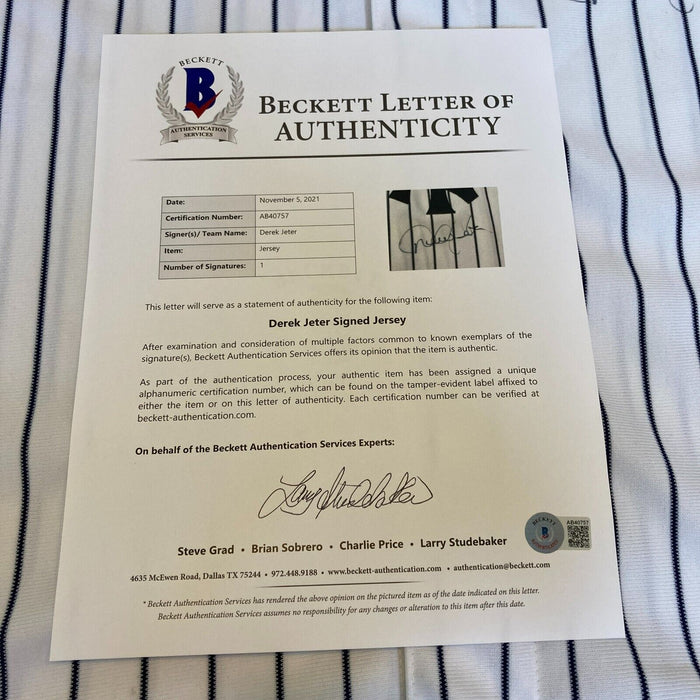 BECKETT
B
AUTHENTICATION
SERVICES
BECKETT LETTER OF
AUTHENTICITY
Date: November 5, 2021
Certification Number: AB40757
Signer(s)/ Team Name: Derek Jeter
Item: Jersey
Number of Signatures: 1
This letter will serve as a statement of authenticity for the following item:
Derek Jeter Signed Jersey
After examination and consideration of multiple factors common to known exemplars of the
signature(s), Beckett Authentication Services offers its opinion that the item is authentic.
As part of the authentication process, your authentic item has been assigned a unique
alphanumeric certification number, which can be found on the tamper-evident label affixed to
either the item or on this letter of authenticity. Each certification number can be verified at
beckett-authentication.com.
On behalf of the Beckett Authentication Services Experts:
Larry Studebaker
Steve Grad • Brian Sobrero • Charlie Price • Larry Studebaker
BECKETT
AB40757
4635 McEwen Road, Dallas TX 75244 • 972.448.9188 • www.beckett-authentication.com • authentication@beckett.com
* Beckett Authentication Services has rendered the above opinion on the pictured item as of the date indicated on this letter.
Beckett Authentication Services assumes no responsibility for any changes or alteration to this item after this date.